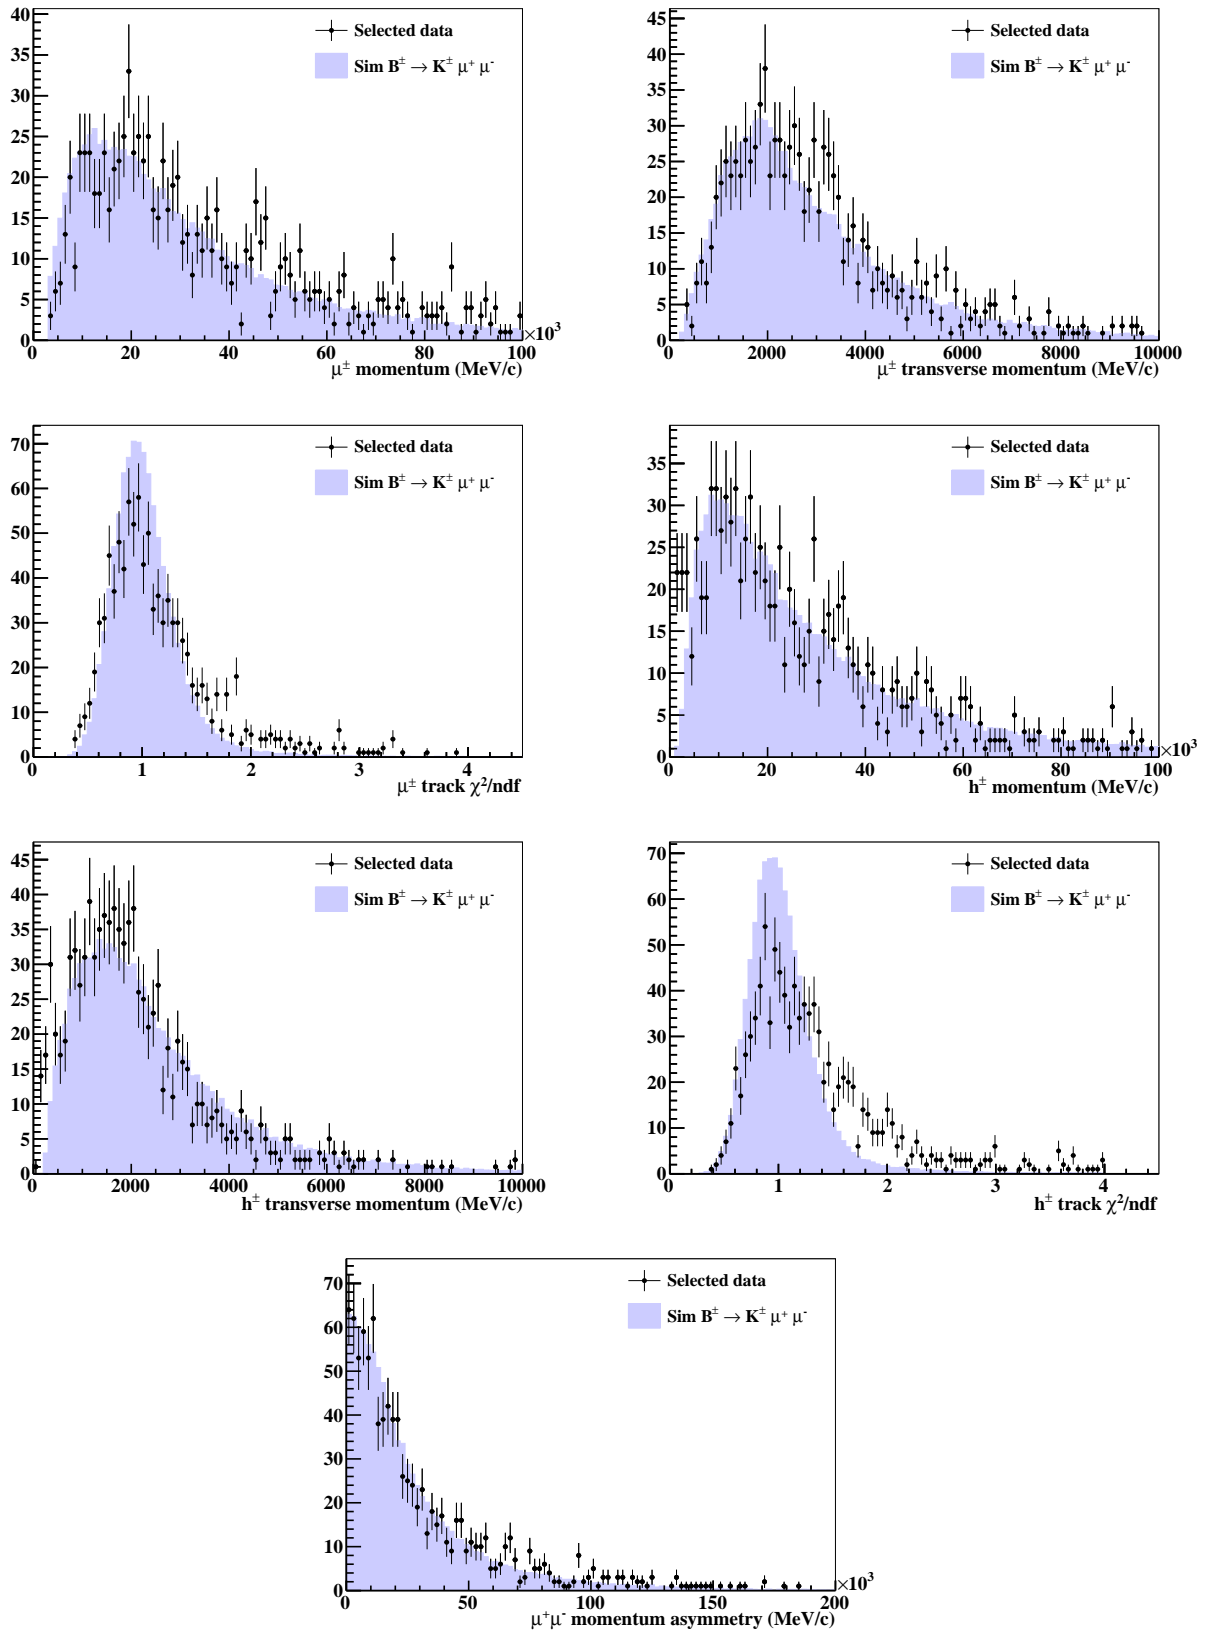 40
35
30
25
20
15
10
5
0
Selected data
Sim B± → K± μ+ μ-
0 20 40 60 80 100
×10³
μ± momentum (MeV/c)
45
40
35
30
25
20
15
10
5
0
Selected data
Sim B± → K± μ+ μ-
0 2000 4000 6000 8000 10000
μ± transverse momentum (MeV/c)
70
60
50
40
30
20
10
0
Selected data
Sim B± → K± μ+ μ-
0 1 2 3 4
μ± track χ²/ndf
35
30
25
20
15
10
5
0
Selected data
Sim B± → K± μ+ μ-
0 20 40 60 80 100
×10³
h± momentum (MeV/c)
45
40
35
30
25
20
15
10
5
0
Selected data
Sim B± → K± μ+ μ-
0 2000 4000 6000 8000 10000
h± transverse momentum (MeV/c)
70
60
50
40
30
20
10
0
Selected data
Sim B± → K± μ+ μ-
0 1 2 3 4
h± track χ²/ndf
70
60
50
40
30
20
10
0
Selected data
Sim B± → K± μ+ μ-
0 50 100 150 200
×10³
μ+μ- momentum asymmetry (MeV/c)